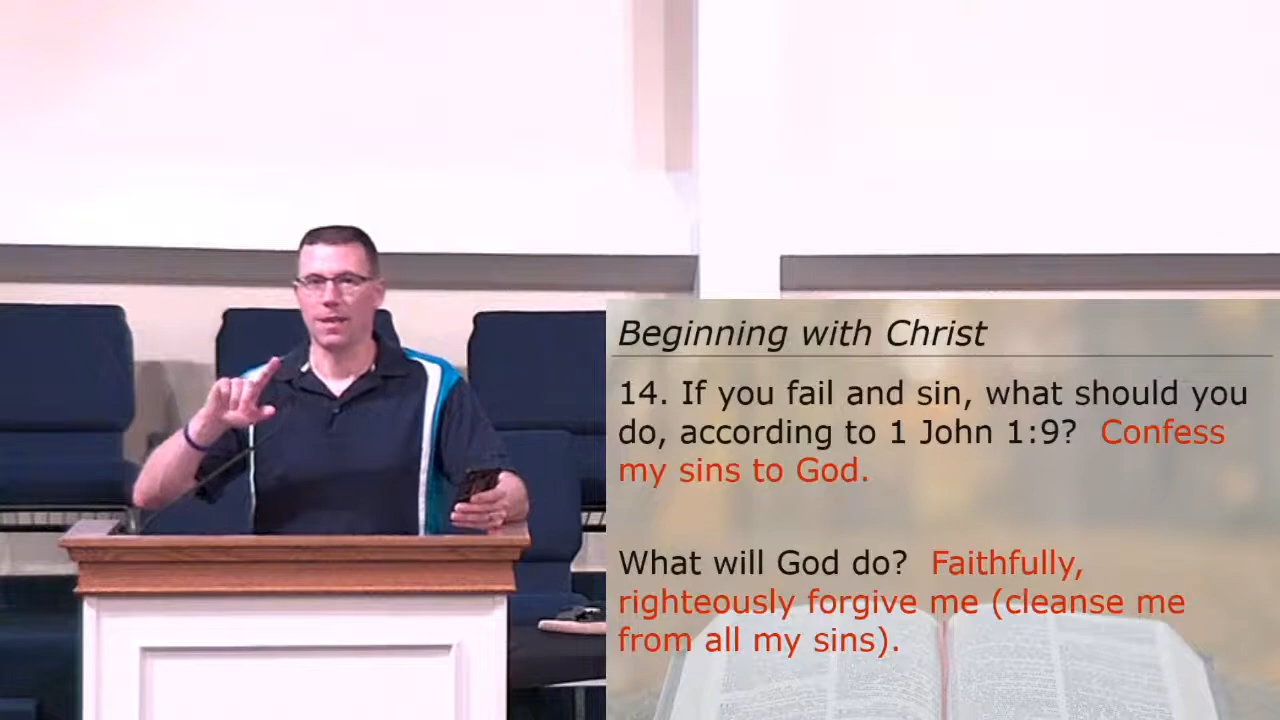 Beginning with Christ
14. If you fail and sin, what should you
do, according to 1 John 1:9? Confess
my sins to God.
What will God do? Faithfully,
righteously forgive me (cleanse me
from all my sins).